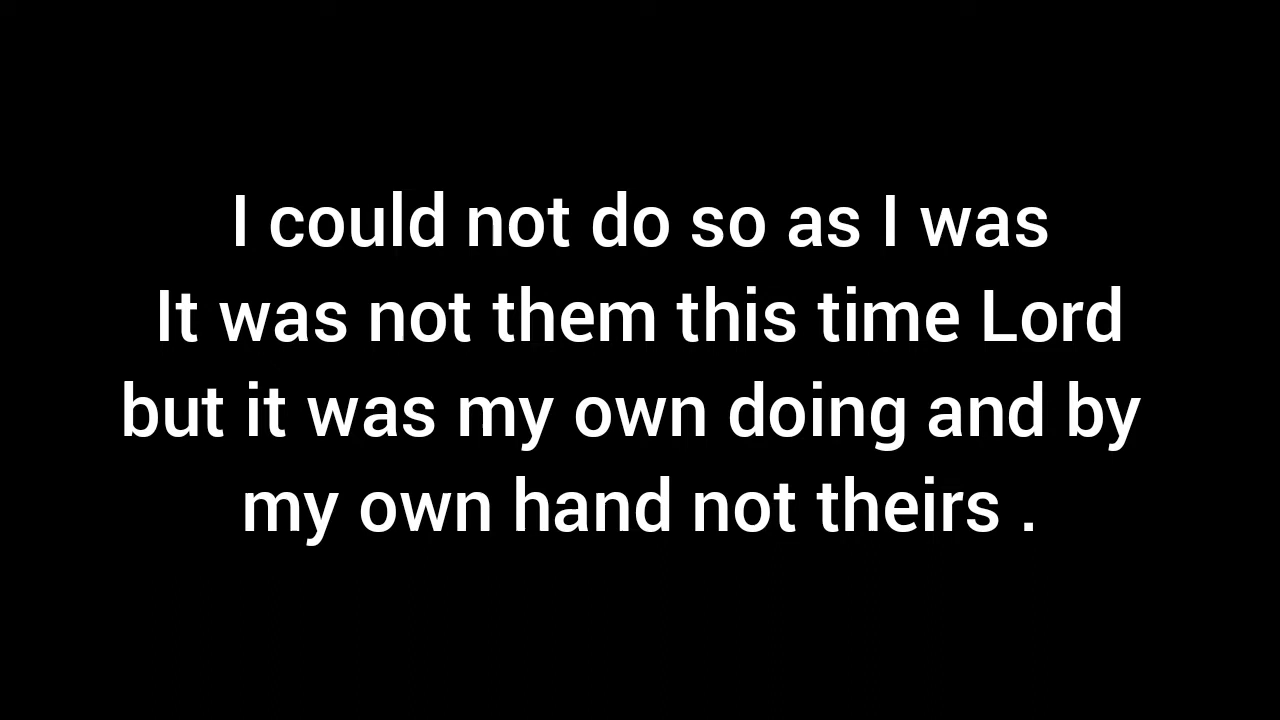 I could not do so as I was
It was not them this time Lord
but it was my own doing and by
my own hand not theirs .